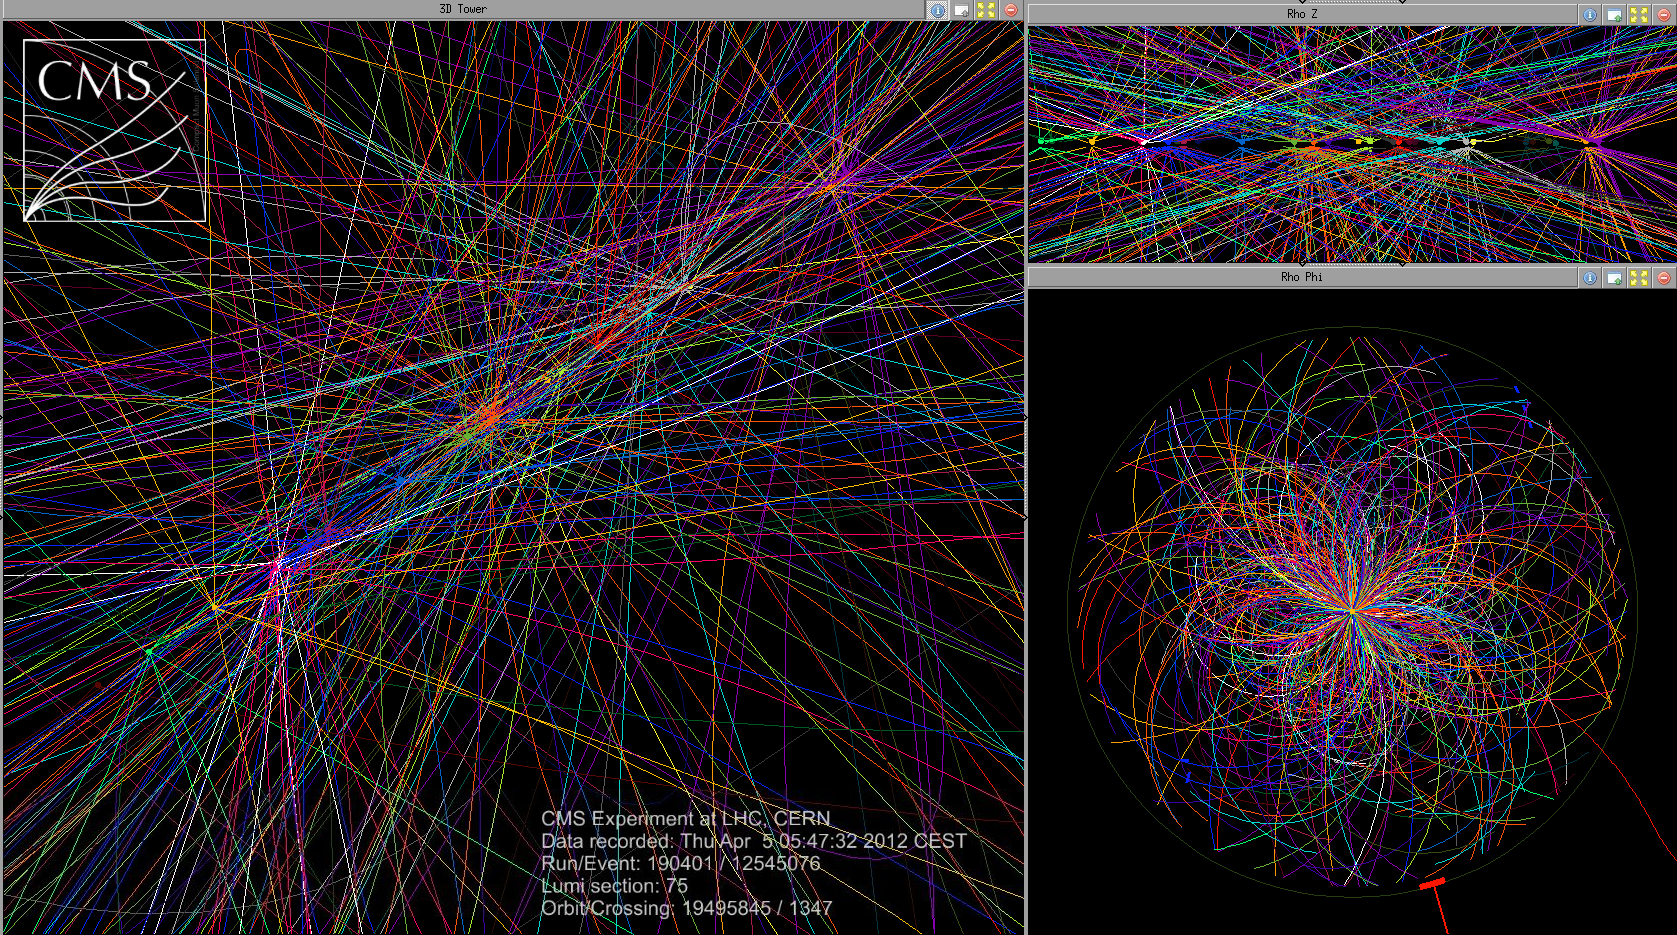 3D Tower
Rho Z
CMS
Rho Phi
CMS Experiment at LHC, CERN
Data recorded: Thu Apr  5 05:47:32 2012 CEST
Run/Event: 190401 / 12545076
Lumi section: 75
Orbit/Crossing: 19495845 / 1347